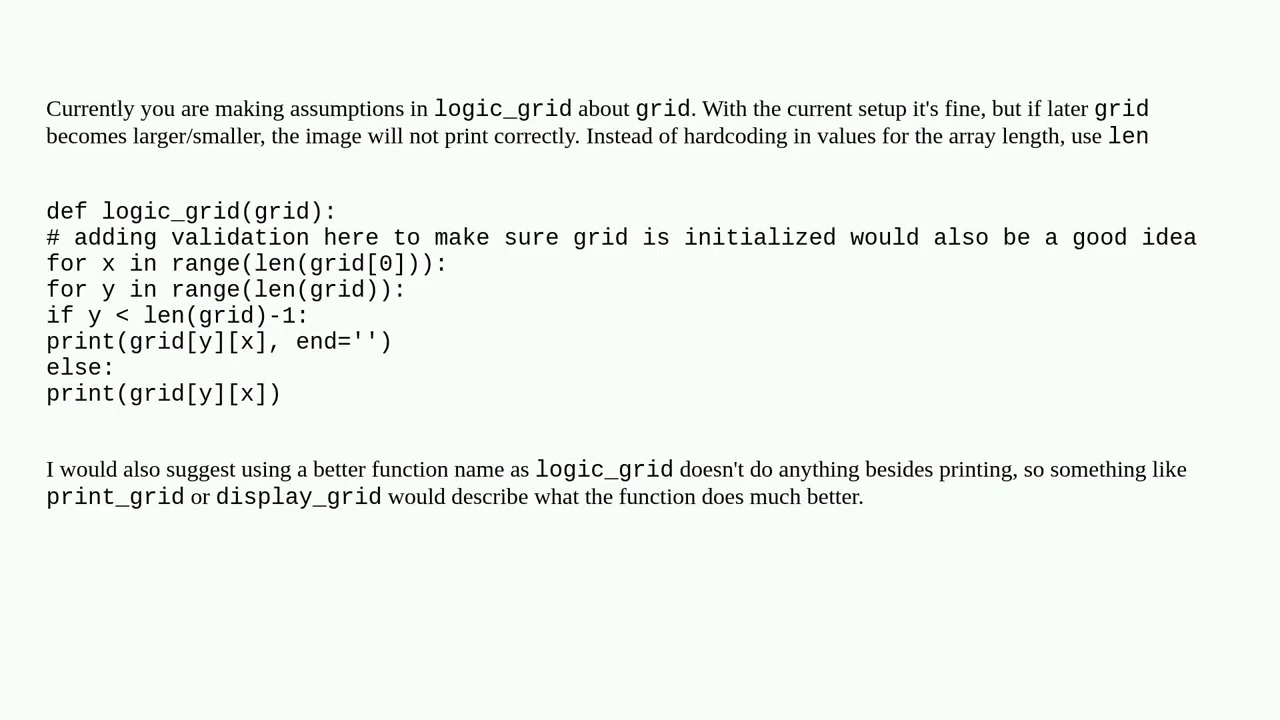 Currently you are making assumptions in logic_grid about grid. With the current setup it's fine, but if later grid
becomes larger/smaller, the image will not print correctly. Instead of hardcoding in values for the array length, use len
def logic_grid(grid):
# adding validation here to make sure grid is initialized would also be a good idea
for x in range(len(grid[0])):
for y in range(len(grid)):
if y < len(grid)-1:
print(grid[y][x], end='')
else:
print(grid[y][x])
I would also suggest using a better function name as logic_grid doesn't do anything besides printing, so something like
print_grid or display_grid would describe what the function does much better.